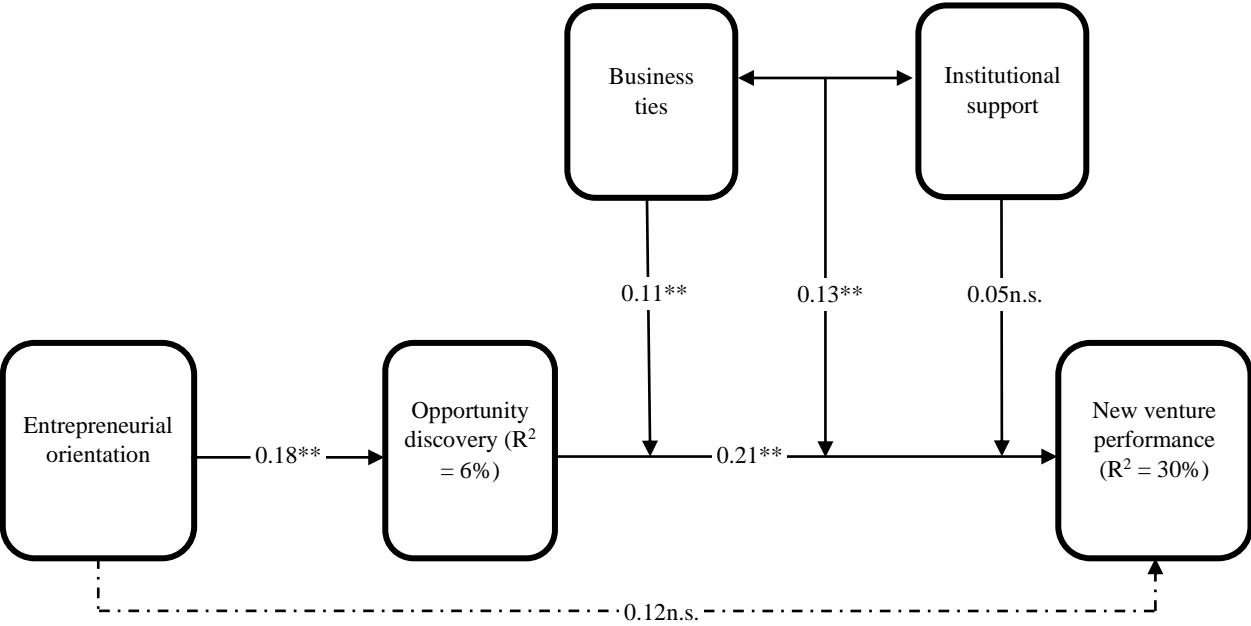 Business
ties
Institutional
support
0.11**
0.13**
0.05n.s.
Entrepreneurial
orientation
0.18**
Opportunity
discovery (R²
= 6%)
0.21**
New venture
performance
(R² = 30%)
0.12n.s.